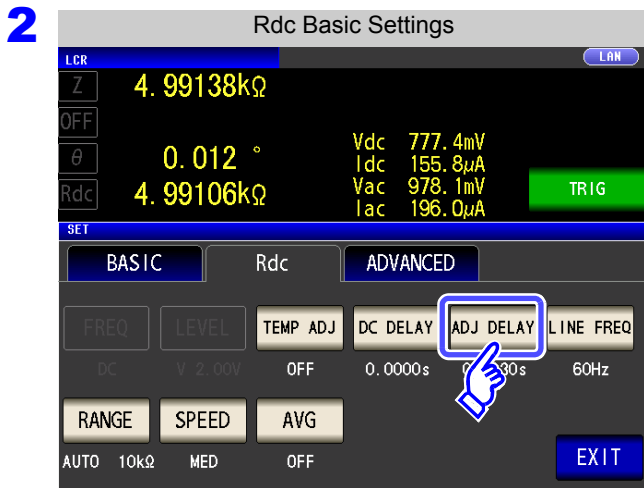 2
Rdc Basic Settings
LCR
LAN
Z 4.99138kΩ
OFF
θ 0.012 °
Rdc 4.99106kΩ
Vdc 777.4mV
Idc 155.8μA
Vac 978.1mV
Iac 196.0μA
TRIG
SET
BASIC Rdc ADVANCED
FREQ LEVEL TEMP ADJ DC DELAY ADJ DELAY LINE FREQ
DC V 2.00V OFF 0.0000s 60Hz
RANGE SPEED AVG
AUTO 10kΩ MED OFF
EXIT